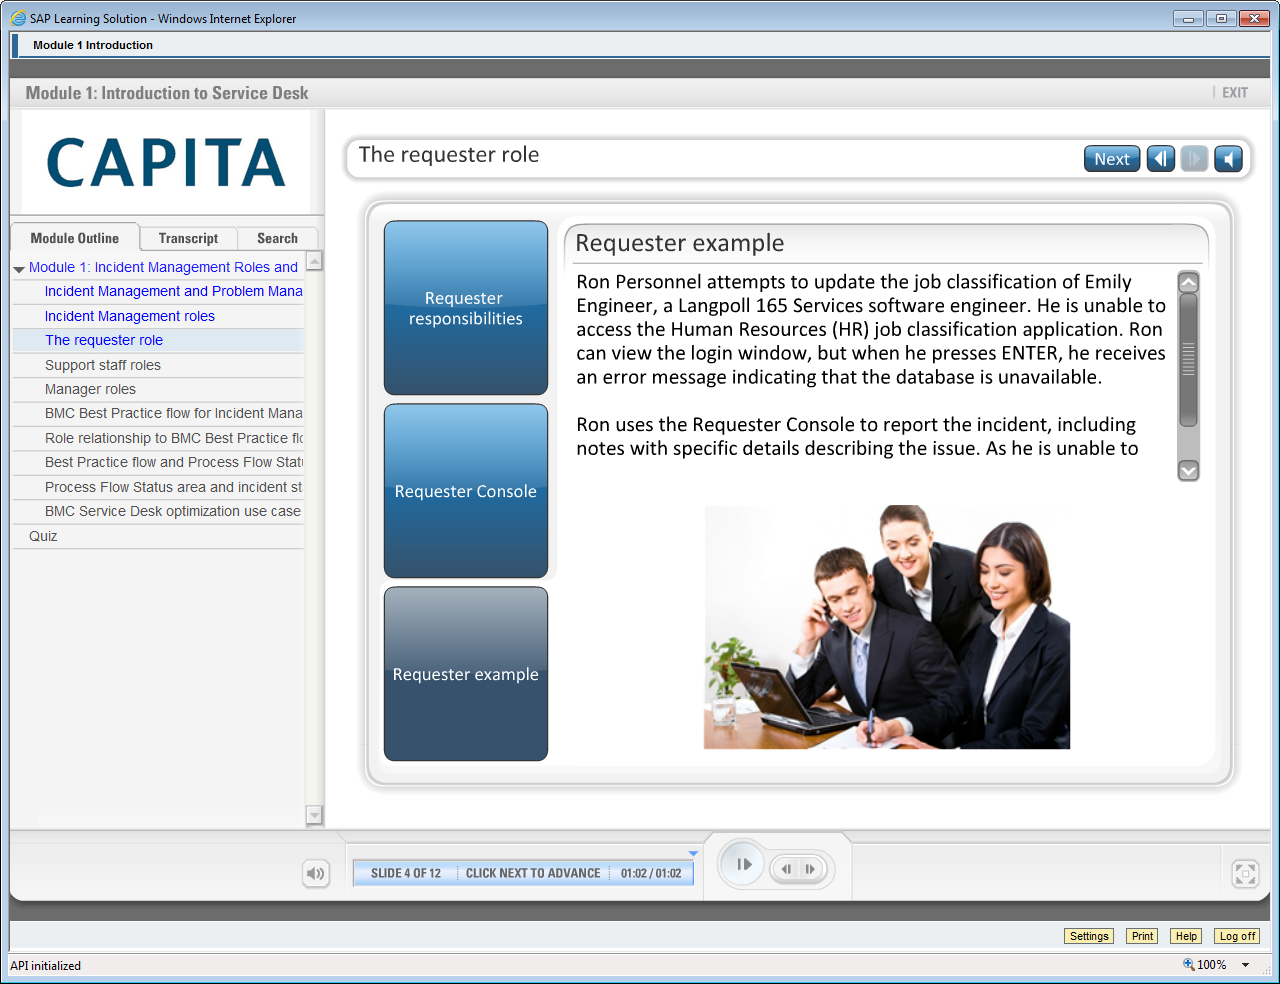 SAP Learning Solution - Windows Internet Explorer
Module 1 Introduction
Module 1: Introduction to Service Desk
EXIT
CAPITA
Module Outline
Transcript
Search
Module 1: Incident Management Roles and
Incident Management and Problem Mana
Incident Management roles
The requester role
Support staff roles
Manager roles
BMC Best Practice flow for Incident Mana
Role relationship to BMC Best Practice flo
Best Practice flow and Process Flow Statu
Process Flow Status area and incident st
BMC Service Desk optimization use case
Quiz
The requester role
Next
Requester
responsibilities
Requester Console
Requester example
Requester example
Ron Personnel attempts to update the job classification of Emily
Engineer, a Langpoll 165 Services software engineer. He is unable to
access the Human Resources (HR) job classification application. Ron
can view the login window, but when he presses ENTER, he receives
an error message indicating that the database is unavailable.
Ron uses the Requester Console to report the incident, including
notes with specific details describing the issue. As he is unable to
SLIDE 4 OF 12
CLICK NEXT TO ADVANCE
01:02 / 01:02
Settings
Print
Help
Log off
API initialized
100%